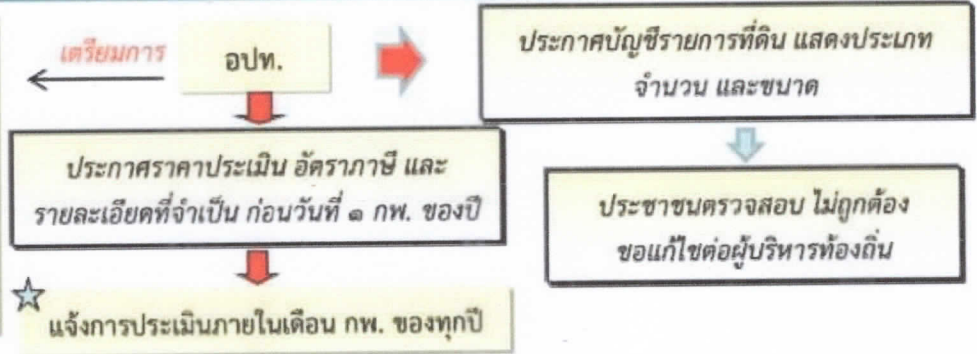 เตรียมการ
อปท.
ประกาศบัญชีรายการที่ดิน แสดงประเภท
จำนวน และขนาด
ประกาศราคาประเมิน อัตราภาษี และ
รายละเอียดที่จำเป็น ก่อนวันที่ ๑ กพ. ของปี
ประชาชนตรวจสอบ ไม่ถูกต้อง
ขอแก้ไขต่อผู้บริหารท้องถิ่น
แจ้งการประเมินภายในเดือน กพ. ของทุกปี